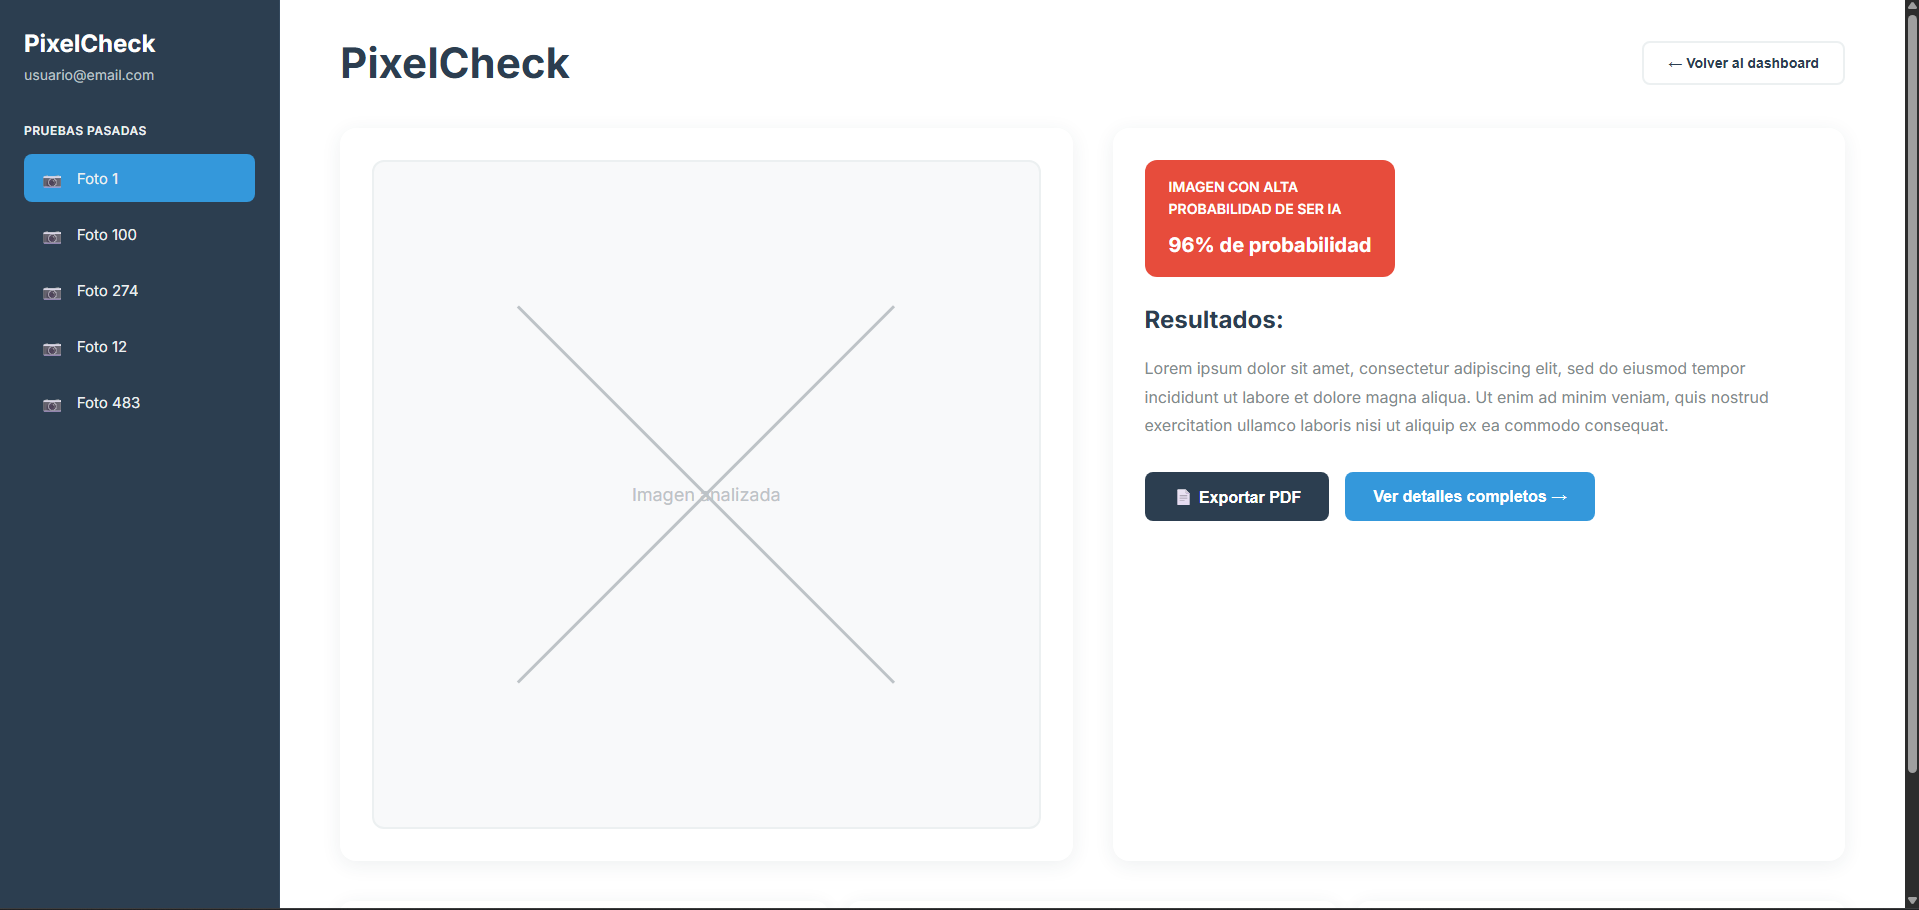 PixelCheck
usuario@email.com
PRUEBAS PASADAS
Foto 1
Foto 100
Foto 274
Foto 12
Foto 483
PixelCheck
← Volver al dashboard
Imagen analizada
IMAGEN CON ALTA
PROBABILIDAD DE SER IA
96% de probabilidad
Resultados:
Lorem ipsum dolor sit amet, consectetur adipiscing elit, sed do eiusmod tempor
incididunt ut labore et dolore magna aliqua. Ut enim ad minim veniam, quis nostrud
exercitation ullamco laboris nisi ut aliquip ex ea commodo consequat.
Exportar PDF
Ver detalles completos →